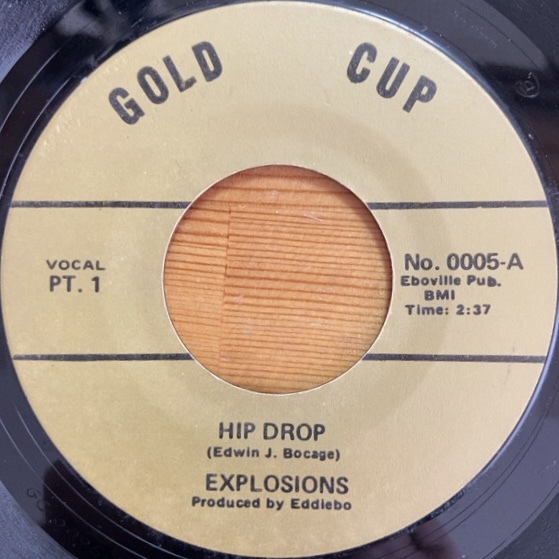 GOLD CUP
VOCAL
PT. 1
No. 0005-A
Eboville Pub.
BMI
Time: 2:37
HIP DROP
(Edwin J. Bocage)
EXPLOSIONS
Produced by Eddiebo